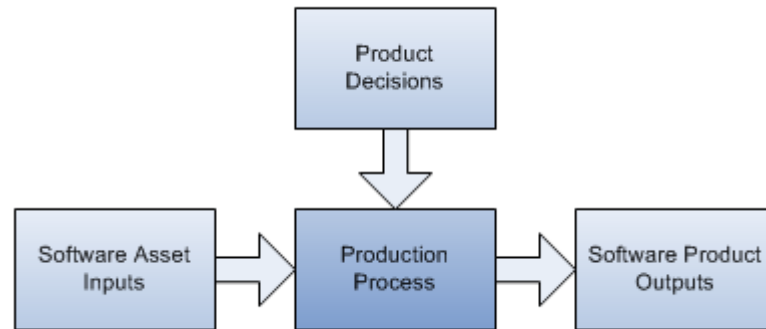 Product
Decisions
Software Asset
Inputs
Production
Process
Software Product
Outputs